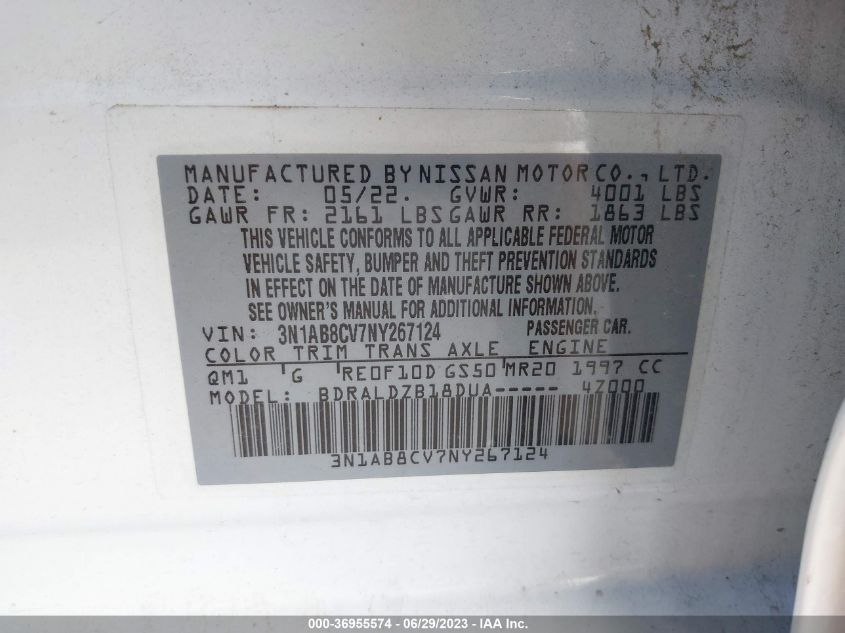 MANUFACTURED BY NISSAN MOTOR CO., LTD.
DATE: 05/22. GVWR: 4001 LBS
GAWR FR: 2161 LBS GAWR RR: 1863 LBS
THIS VEHICLE CONFORMS TO ALL APPLICABLE FEDERAL MOTOR
VEHICLE SAFETY, BUMPER AND THEFT PREVENTION STANDARDS
IN EFFECT ON THE DATE OF MANUFACTURE SHOWN ABOVE.
SEE OWNER'S MANUAL FOR ADDITIONAL INFORMATION.
VIN: 3N1AB8CV7NY267124 PASSENGER CAR.
COLOR TRIM TRANS AXLE ENGINE
QM1 G RE0F10D GS50 MR20 1997 CC
MODEL: BDRALDZB18DUA----- 4Z000
3N1AB8CV7NY267124
000-36955574 - 06/29/2023 - IAAI Inc.